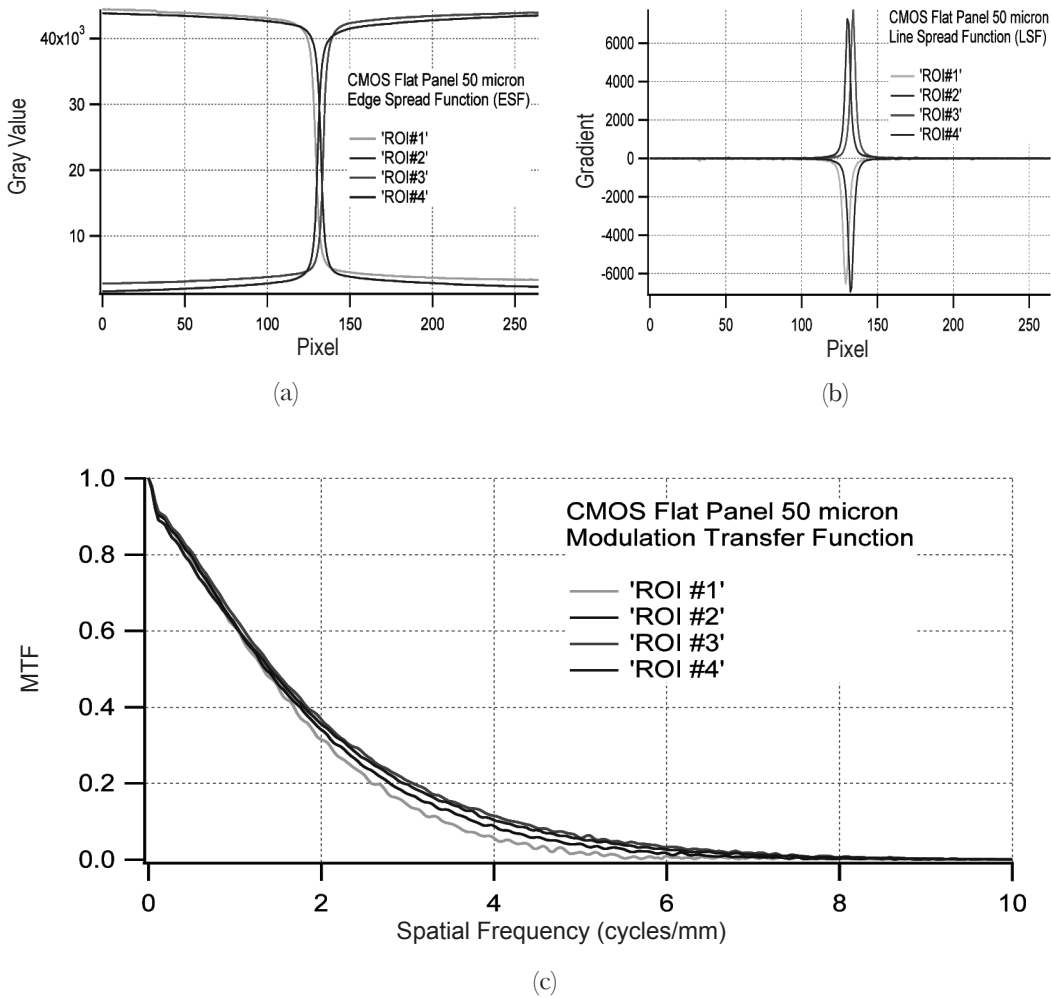 CMOS Flat Panel 50 micron
Edge Spread Function (ESF)
'ROI#1'
'ROI#2'
'ROI#3'
'ROI#4'
Gray Value
40x10³
30
20
10
0
50
100
150
200
250
Pixel
(a)
CMOS Flat Panel 50 micron
Line Spread Function (LSF)
'ROI#1'
'ROI#2'
'ROI#3'
'ROI#4'
Gradient
6000
4000
2000
0
-2000
-4000
-6000
0
50
100
150
200
250
Pixel
(b)
CMOS Flat Panel 50 micron
Modulation Transfer Function
'ROI #1'
'ROI #2'
'ROI #3'
'ROI #4'
MTF
1.0
0.8
0.6
0.4
0.2
0.0
0
2
4
6
8
10
Spatial Frequency (cycles/mm)
(c)